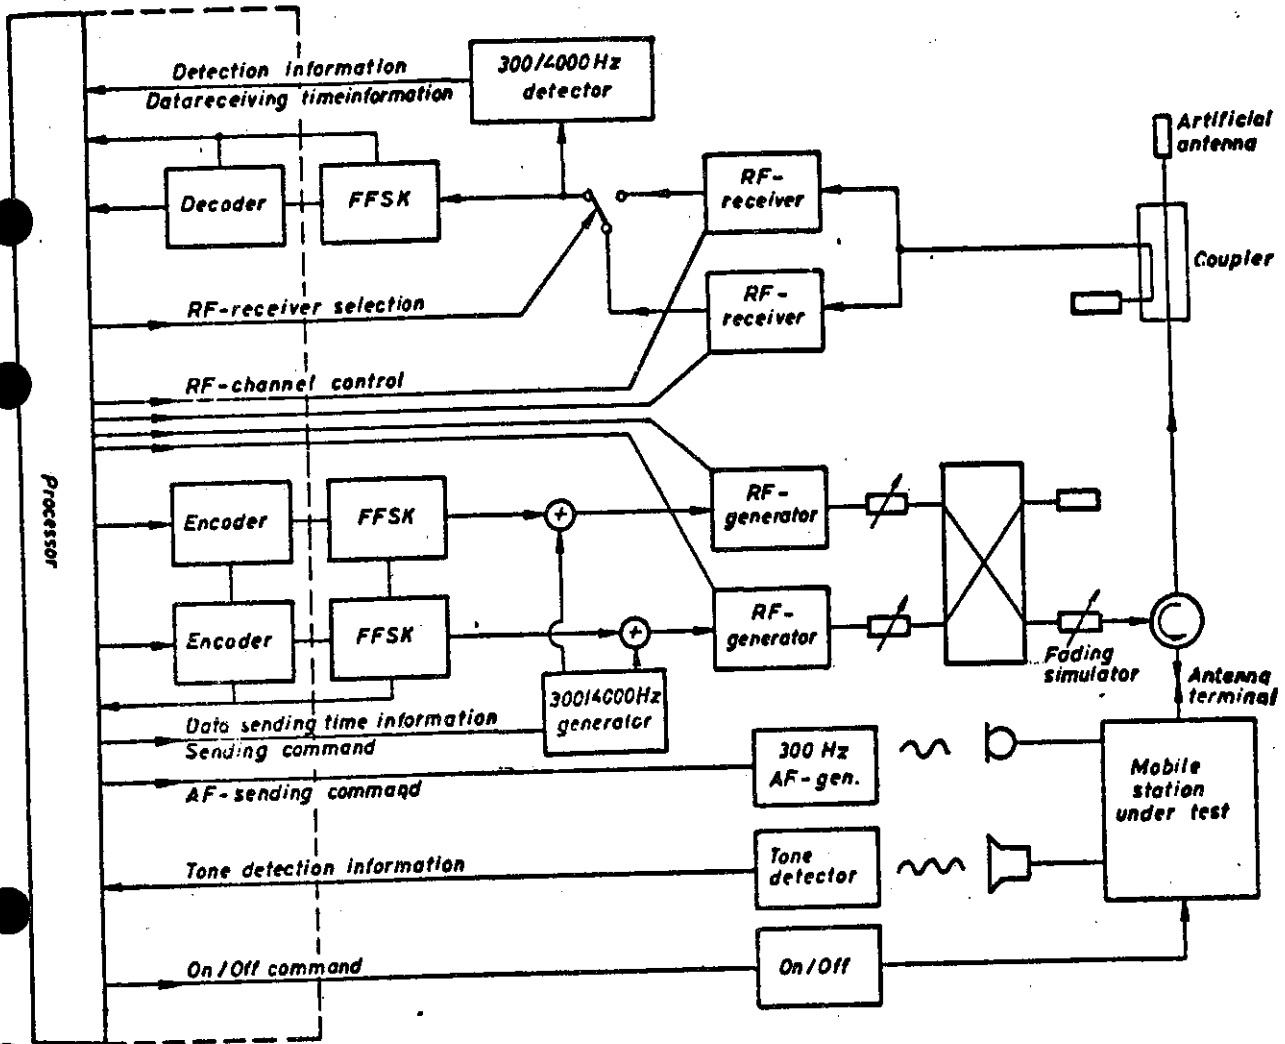 Detection information
Datareceiving timeinformation
300/4000 Hz
detector
Artificial
antenna
Decoder
FFSK
RF-
receiver
Coupler
RF-receiver selection
RF-
receiver
RF-channel control
Processor
Encoder
FFSK
+
RF-
generator
Encoder
FFSK
+
RF-
generator
Fading
simulator
Antenna
terminal
300/4000Hz
generator
Data sending time information
Sending command
AF-sending command
300 Hz
AF-gen.
Mobile
station
under test
Tone detection information
Tone
detector
On/Off command
On/Off